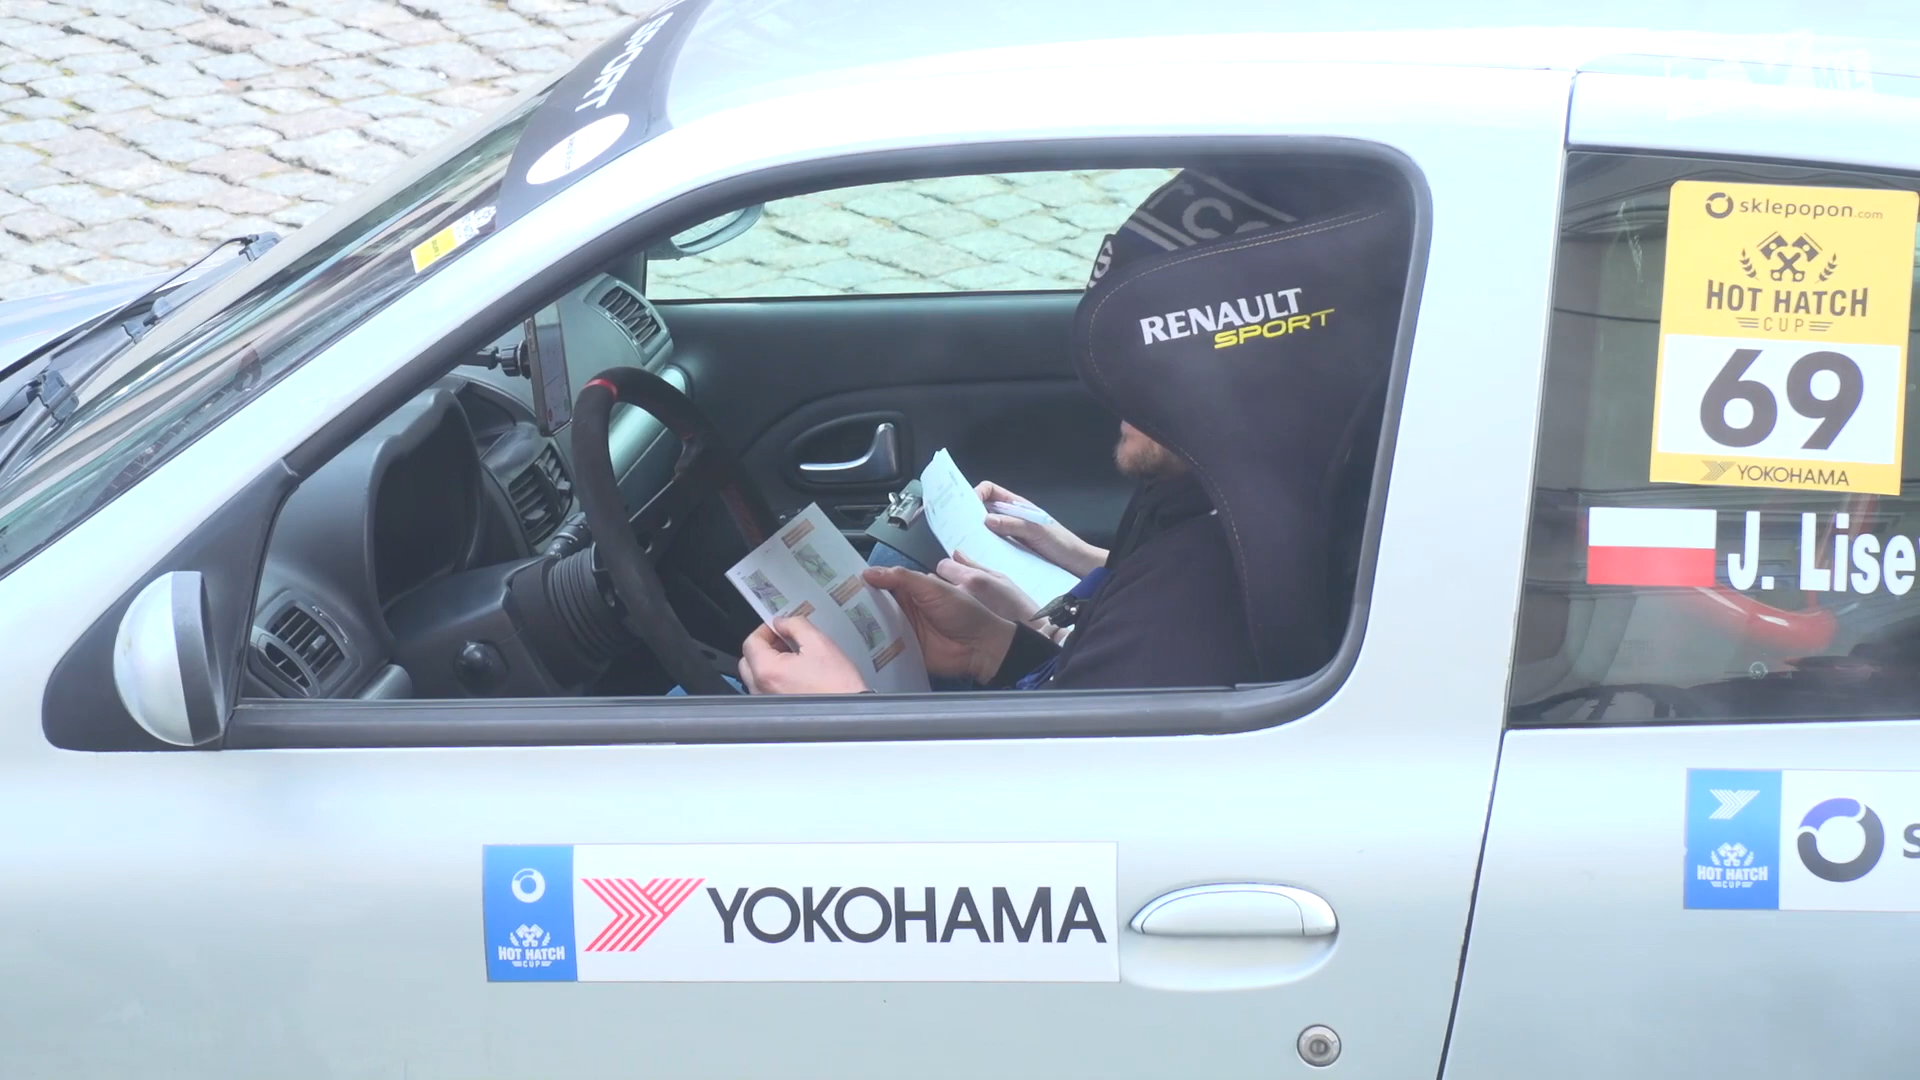 SPORT
RENAULT
SPORT
sklepopon.com
HOT HATCH
CUP
69
YOKOHAMA
J. Lise
HOT HATCH
CUP
YOKOHAMA
HOT HATCH
CUP
s